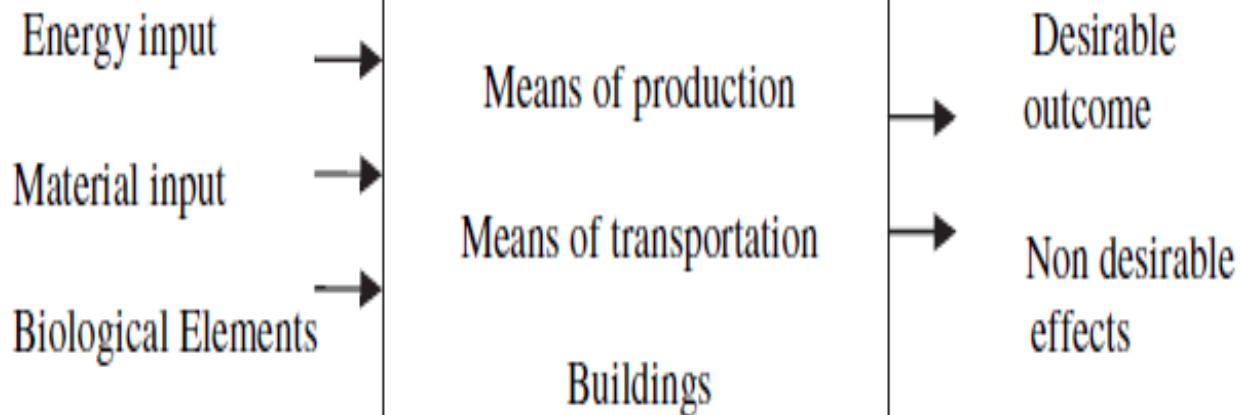 Energy input
Material input
Biological Elements
Means of production
Means of transportation
Buildings
Desirable
outcome
Non desirable
effects